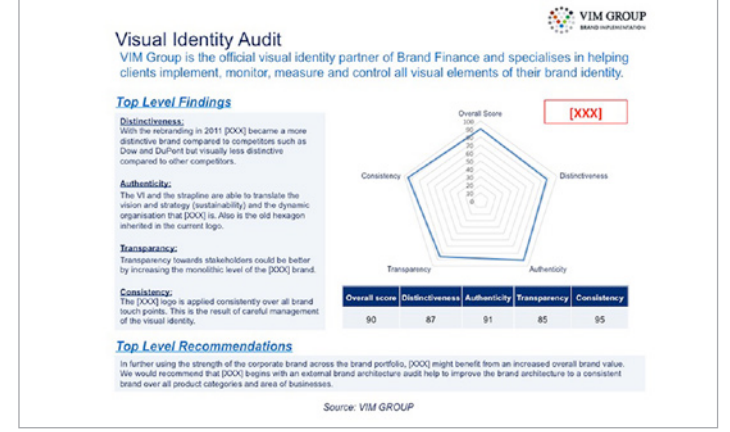 VIM GROUP
BRAND IMPLEMENTATION
Visual Identity Audit
VIM Group is the official visual identity partner of Brand Finance and specialises in helping
clients implement, monitor, measure and control all visual elements of their brand identity.
Top Level Findings
Distinctiveness:
With the rebranding in 2011 [XXX] became a more
distinctive brand compared to competitors such as
Dow and DuPont but visually less distinctive
compared to other competitors.
Authenticity:
The VI and the strapline are able to translate the
vision and strategy (sustainability) and the dynamic
organisation that [XXX] is. Also is the old hexagon
inherited in the current logo.
Transparancy:
Transparency towards stakeholders could be better
by increasing the monolithic level of the [XXX] brand.
Consistency:
The [XXX] logo is applied consistently over all brand
touch points. This is the result of careful management
of the visual identity.
[XXX]
Overall Score
100
90
80
70
60
50
40
30
20
10
0
Consistency
Distinctiveness
Transparency
Authenticity
Overall score Distinctiveness Authenticity Transparency Consistency
90 87 91 85 95
Top Level Recommendations
In further using the strength of the corporate brand across the brand portfolio, [XXX] might benefit from an increased overall brand value.
We would recommend that [XXX] begins with an external brand architecture audit help to improve the brand architecture to a consistent
brand over all product categories and area of businesses.
Source: VIM GROUP